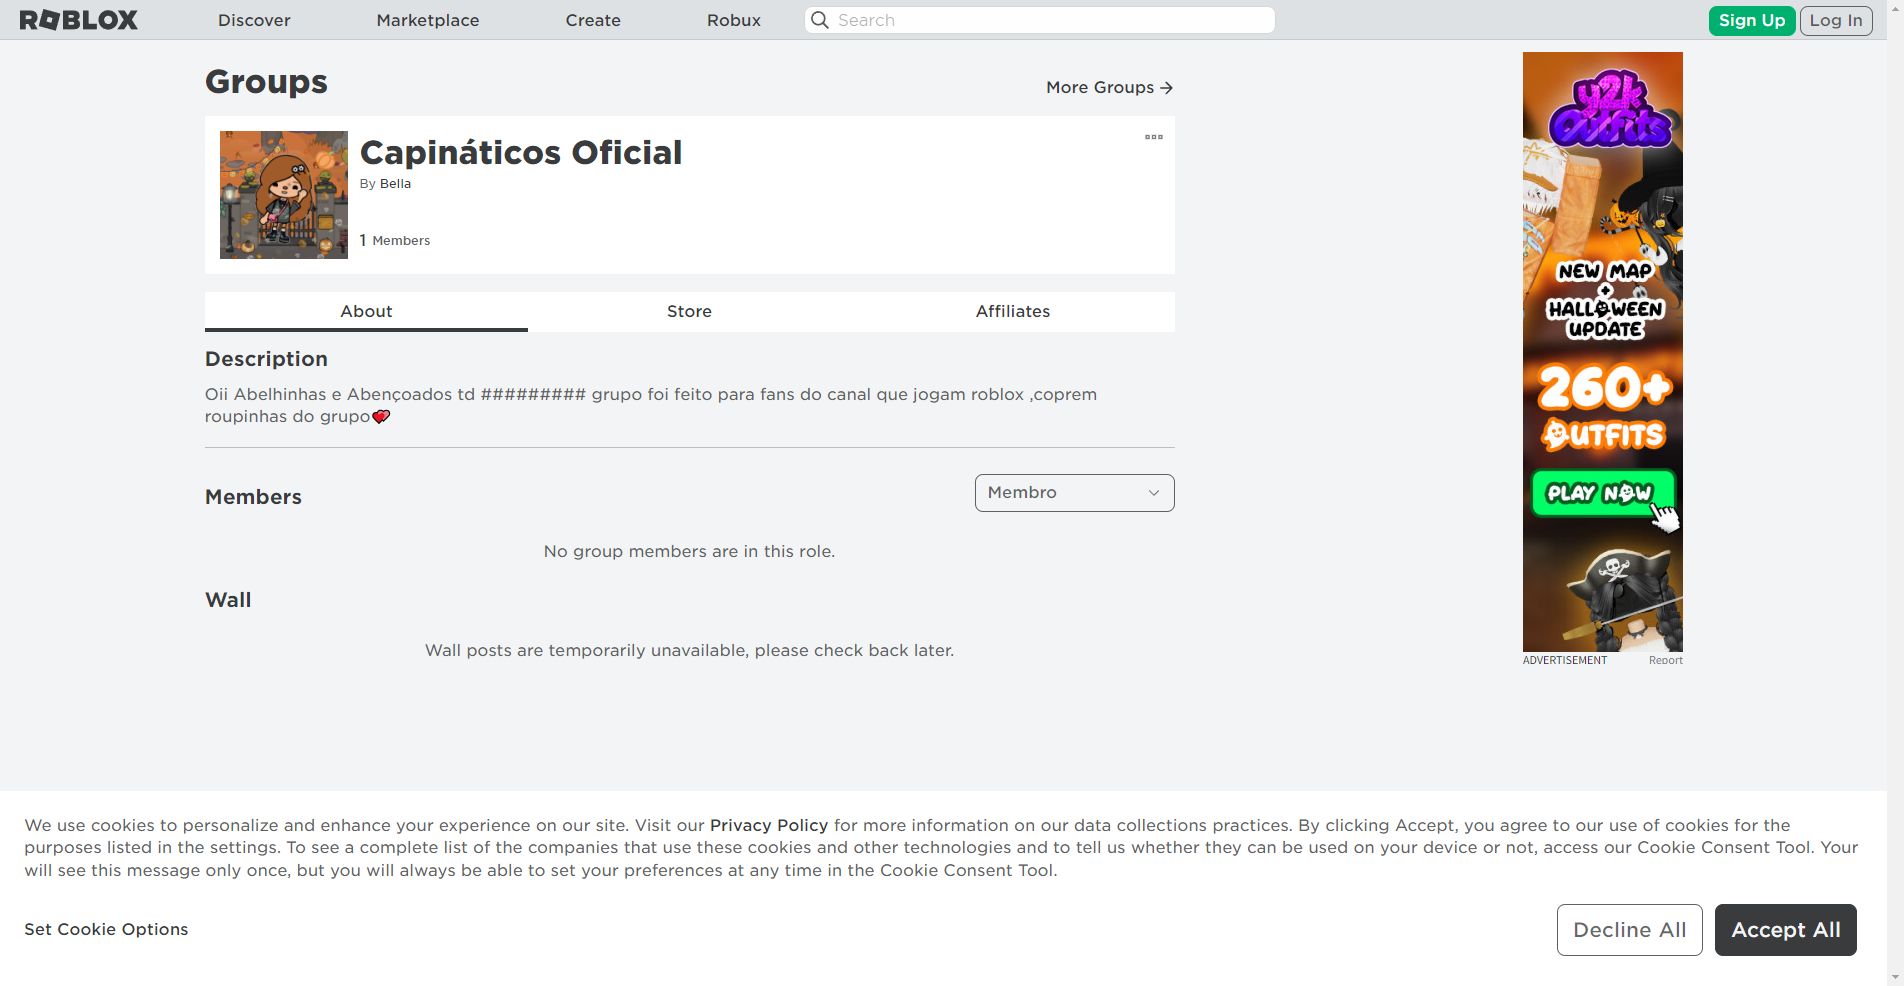 ROBLOX
Discover
Marketplace
Create
Robux
Search
Sign Up
Log In
Groups
More Groups
Capináticos Oficial
By Bella
1 Members
About
Store
Affiliates
Description
Oii Abelhinhas e Abençoados td ######### grupo foi feito para fans do canal que jogam roblox ,coprem
roupinhas do grupo💘
Members
Membro
No group members are in this role.
Wall
Wall posts are temporarily unavailable, please check back later.
y2k
Outfits
NEW MAP
+
HALLOWEEN
UPDATE
260+
OUTFITS
PLAY NOW
ADVERTISEMENT
Report
We use cookies to personalize and enhance your experience on our site. Visit our Privacy Policy for more information on our data collections practices. By clicking Accept, you agree to our use of cookies for the
purposes listed in the settings. To see a complete list of the companies that use these cookies and other technologies and to tell us whether they can be used on your device or not, access our Cookie Consent Tool. Your
will see this message only once, but you will always be able to set your preferences at any time in the Cookie Consent Tool.
Set Cookie Options
Decline All
Accept All